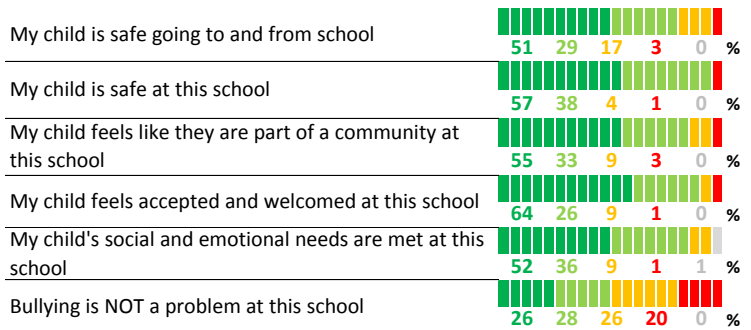 My child is safe going to and from school
51 29 17 3 0 %
My child is safe at this school
57 38 4 1 0 %
My child feels like they are part of a community at
this school
55 33 9 3 0 %
My child feels accepted and welcomed at this school
64 26 9 1 0 %
My child's social and emotional needs are met at this
school
52 36 9 1 1 %
Bullying is NOT a problem at this school
26 28 26 20 0 %